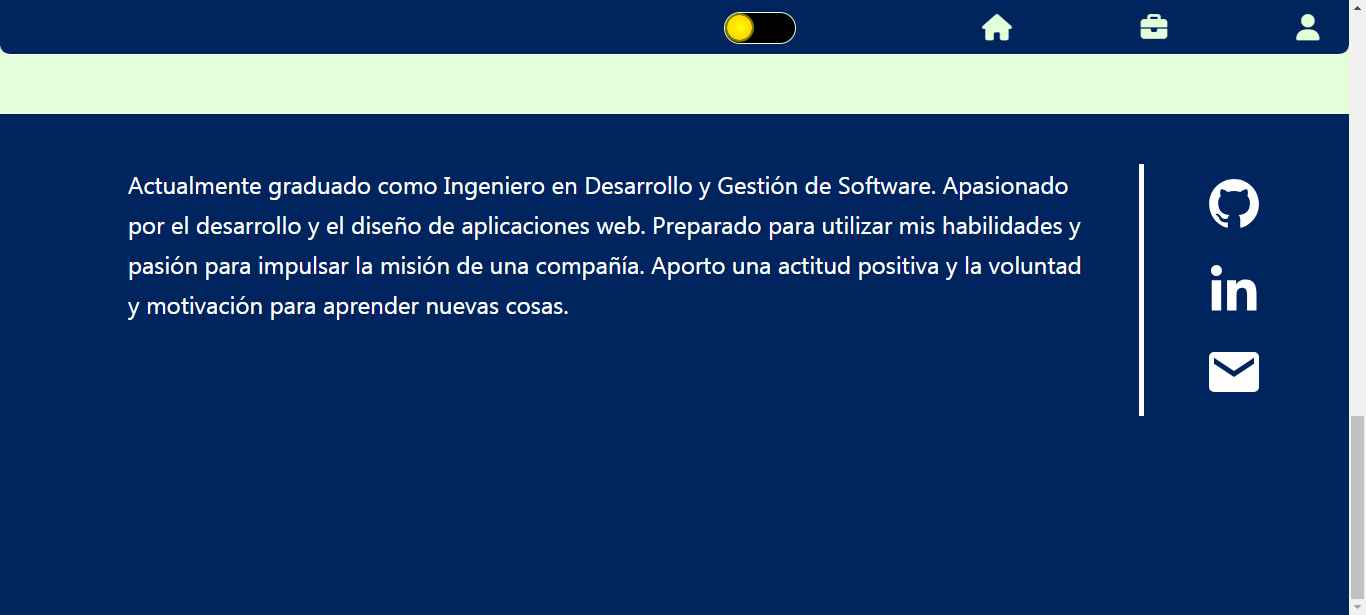 Actualmente graduado como Ingeniero en Desarrollo y Gestión de Software. Apasionado
por el desarrollo y el diseño de aplicaciones web. Preparado para utilizar mis habilidades y
pasión para impulsar la misión de una compañía. Aporto una actitud positiva y la voluntad
y motivación para aprender nuevas cosas.
in